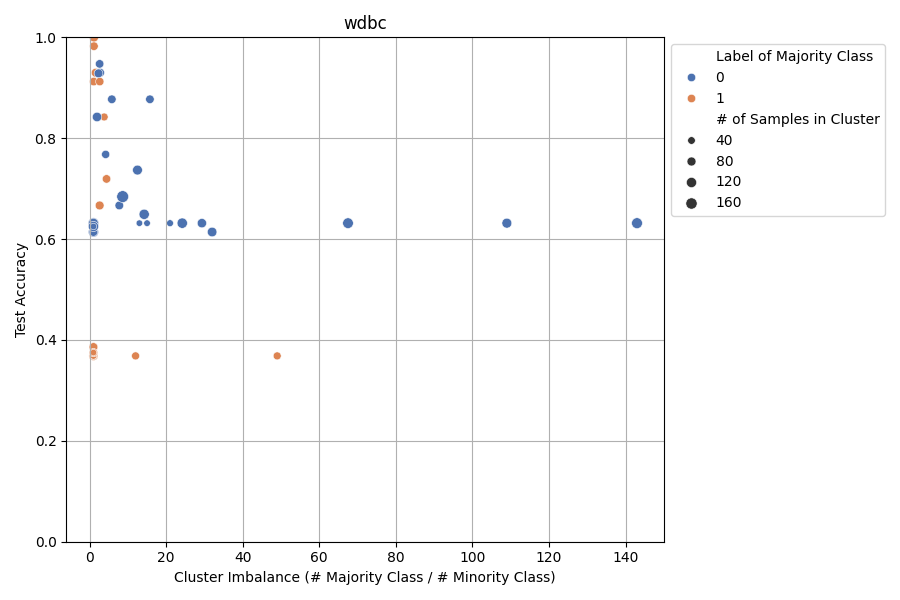 wdbc
1.0
0.8
0.6
0.4
0.2
0.0
Test Accuracy
0 20 40 60 80 100 120 140
Cluster Imbalance (# Majority Class / # Minority Class)
Label of Majority Class
0
1
# of Samples in Cluster
40
80
120
160